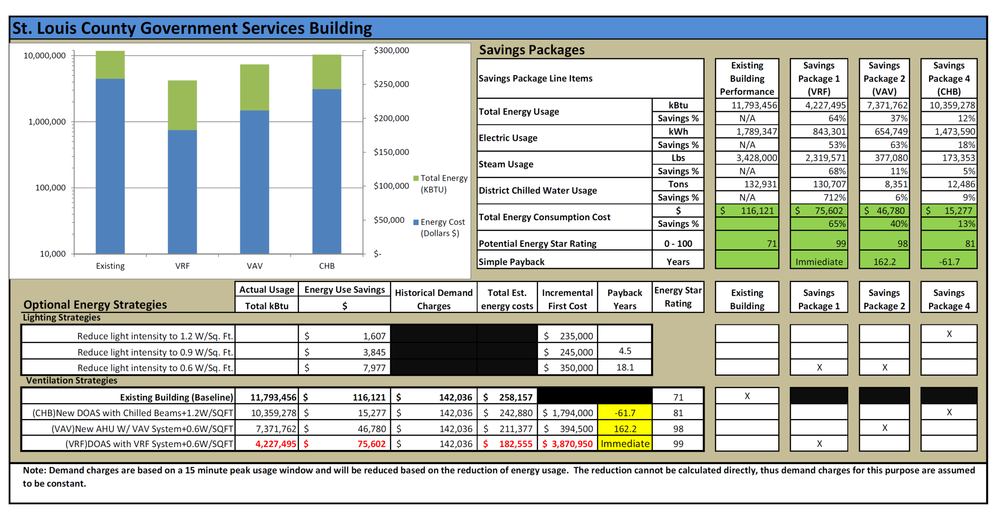 St. Louis County Government Services Building
10,000,000
1,000,000
100,000
10,000
$300,000
$250,000
$200,000
$150,000
$100,000
$50,000
$-
Total Energy
(KBTU)
Energy Cost
(Dollars $)
Existing VRF VAV CHB
Savings Packages
Savings Package Line Items
Existing Building Performance
Savings Package 1 (VRF)
Savings Package 2 (VAV)
Savings Package 4 (CHB)
Total Energy Usage
kBtu 11,793,456 4,227,495 7,371,762 10,359,278
Savings % N/A 64% 37% 12%
Electric Usage
kWh 1,789,347 843,301 654,749 1,473,590
Savings % N/A 53% 63% 18%
Steam Usage
Lbs 3,428,000 2,319,571 377,080 173,353
Savings % N/A 68% 11% 5%
District Chilled Water Usage
Tons 132,931 130,707 8,351 12,486
Savings % N/A 712% 6% 9%
Total Energy Consumption Cost
$ $ 116,121 $ 75,602 $ 46,780 $ 15,277
Savings % 65% 40% 13%
Potential Energy Star Rating 0 - 100 71 99 98 81
Simple Payback Years Immiediate 162.2 -61.7
Optional Energy Strategies
Actual Usage
Total kBtu
Energy Use Savings
$
Historical Demand
Charges
Total Est.
energy costs
Incremental
First Cost
Payback
Years
Energy Star
Rating
Existing
Building
Savings
Package 1
Savings
Package 2
Savings
Package 4
Lighting Strategies
Reduce light intensity to 1.2 W/Sq. Ft. $ 1,607 $ 235,000 X
Reduce light intensity to 0.9 W/Sq. Ft. $ 3,845 $ 245,000 4.5
Reduce light intensity to 0.6 W/Sq. Ft. $ 7,977 $ 350,000 18.1 X X
Ventilation Strategies
Existing Building (Baseline) 11,793,456 $ 116,121 $ 142,036 $ 258,157 71 X
(CHB)New DOAS with Chilled Beams+1.2W/SQFT 10,359,278 $ 15,277 $ 142,036 $ 242,880 $ 1,794,000 -61.7 81 X
(VAV)New AHU W/ VAV System+0.6W/SQFT 7,371,762 $ 46,780 $ 142,036 $ 211,377 $ 394,500 162.2 98 X
(VRF)DOAS with VRF System+0.6W/SQFT 4,227,495 $ 75,602 $ 142,036 $ 182,555 $ 3,870,950 Immediate 99 X
Note: Demand charges are based on a 15 minute peak usage window and will be reduced based on the reduction of energy usage. The reduction cannot be calculated directly, thus demand charges for this purpose are assumed
to be constant.